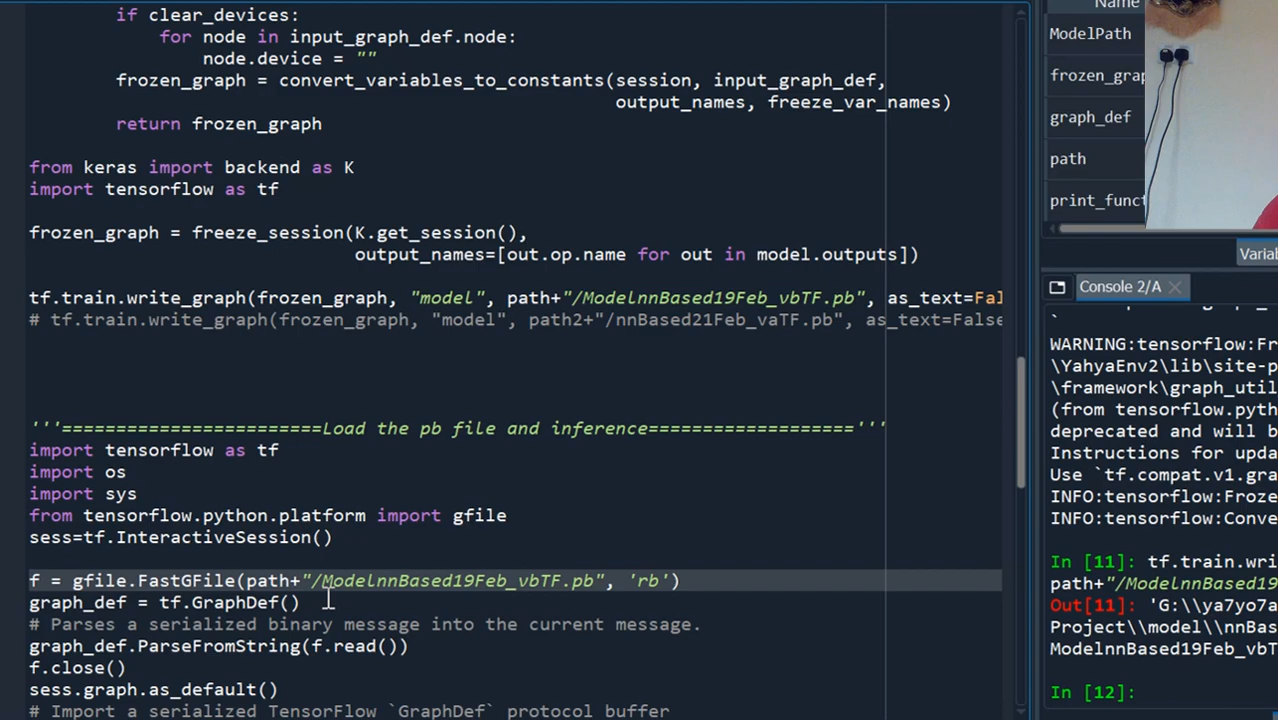 if clear_devices:
for node in input_graph_def.node:
node.device = ""
frozen_graph = convert_variables_to_constants(session, input_graph_def,
output_names, freeze_var_names)
return frozen_graph
from keras import backend as K
import tensorflow as tf
frozen_graph = freeze_session(K.get_session(),
output_names=[out.op.name for out in model.outputs])
tf.train.write_graph(frozen_graph, "model", path+"/ModelnnBased19Feb_vbTF.pb", as_text=Fal
# tf.train.write_graph(frozen_graph, "model", path2+"/nnBased21Feb_vaTF.pb", as_text=False
'''========================Load the pb file and inference==================='''
import tensorflow as tf
import os
import sys
from tensorflow.python.platform import gfile
sess=tf.InteractiveSession()
f = gfile.FastGFile(path+"/ModelnnBased19Feb_vbTF.pb", 'rb')
graph_def = tf.GraphDef()
# Parses a serialized binary message into the current message.
graph_def.ParseFromString(f.read())
f.close()
sess.graph.as_default()
# Import a serialized TensorFlow `GraphDef` protocol buffer
Name
ModelPath
frozen_grap
graph_def
path
print_funct
Variab
Console 2/A
WARNING:tensorflow:Fr
\YahyaEnv2\lib\site-p
\framework\graph_util
(from tensorflow.pyth
deprecated and will b
Instructions for upda
Use `tf.compat.v1.gra
INFO:tensorflow:Froze
INFO:tensorflow:Conve
In [11]: tf.train.wri
path+"/ModelnnBased19
Out[11]: 'G:\\ya7yo7a
Project\\model\\nnBas
ModelnnBased19Feb_vbT
In [12]: